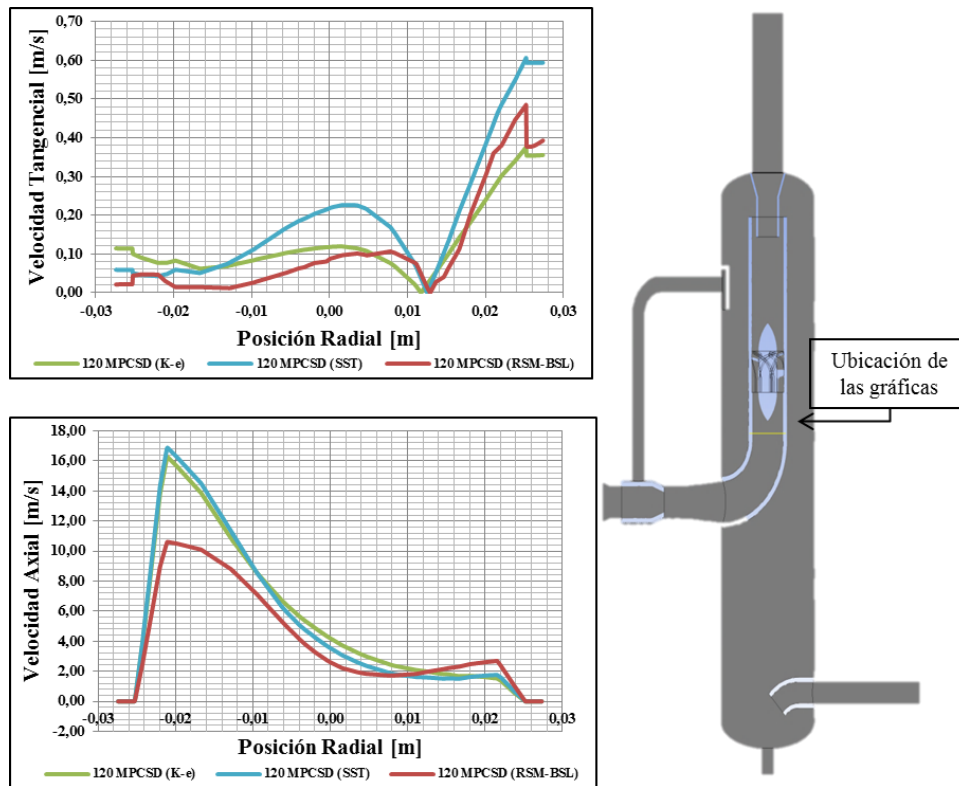 0,70
0,60
0,50
0,40
0,30
0,20
0,10
0,00
Velocidad Tangencial [m/s]
-0,03 -0,02 -0,01 0,00 0,01 0,02 0,03
Posición Radial [m]
120 MPCSD (K-e) 120 MPCSD (SST) 120 MPCSD (RSM-BSL)
18,00
16,00
14,00
12,00
10,00
8,00
6,00
4,00
2,00
0,00
-2,00
Velocidad Axial [m/s]
-0,03 -0,02 -0,01 0,00 0,01 0,02 0,03
Posición Radial [m]
120 MPCSD (K-e) 120 MPCSD (SST) 120 MPCSD (RSM-BSL)
Ubicación de
las gráficas